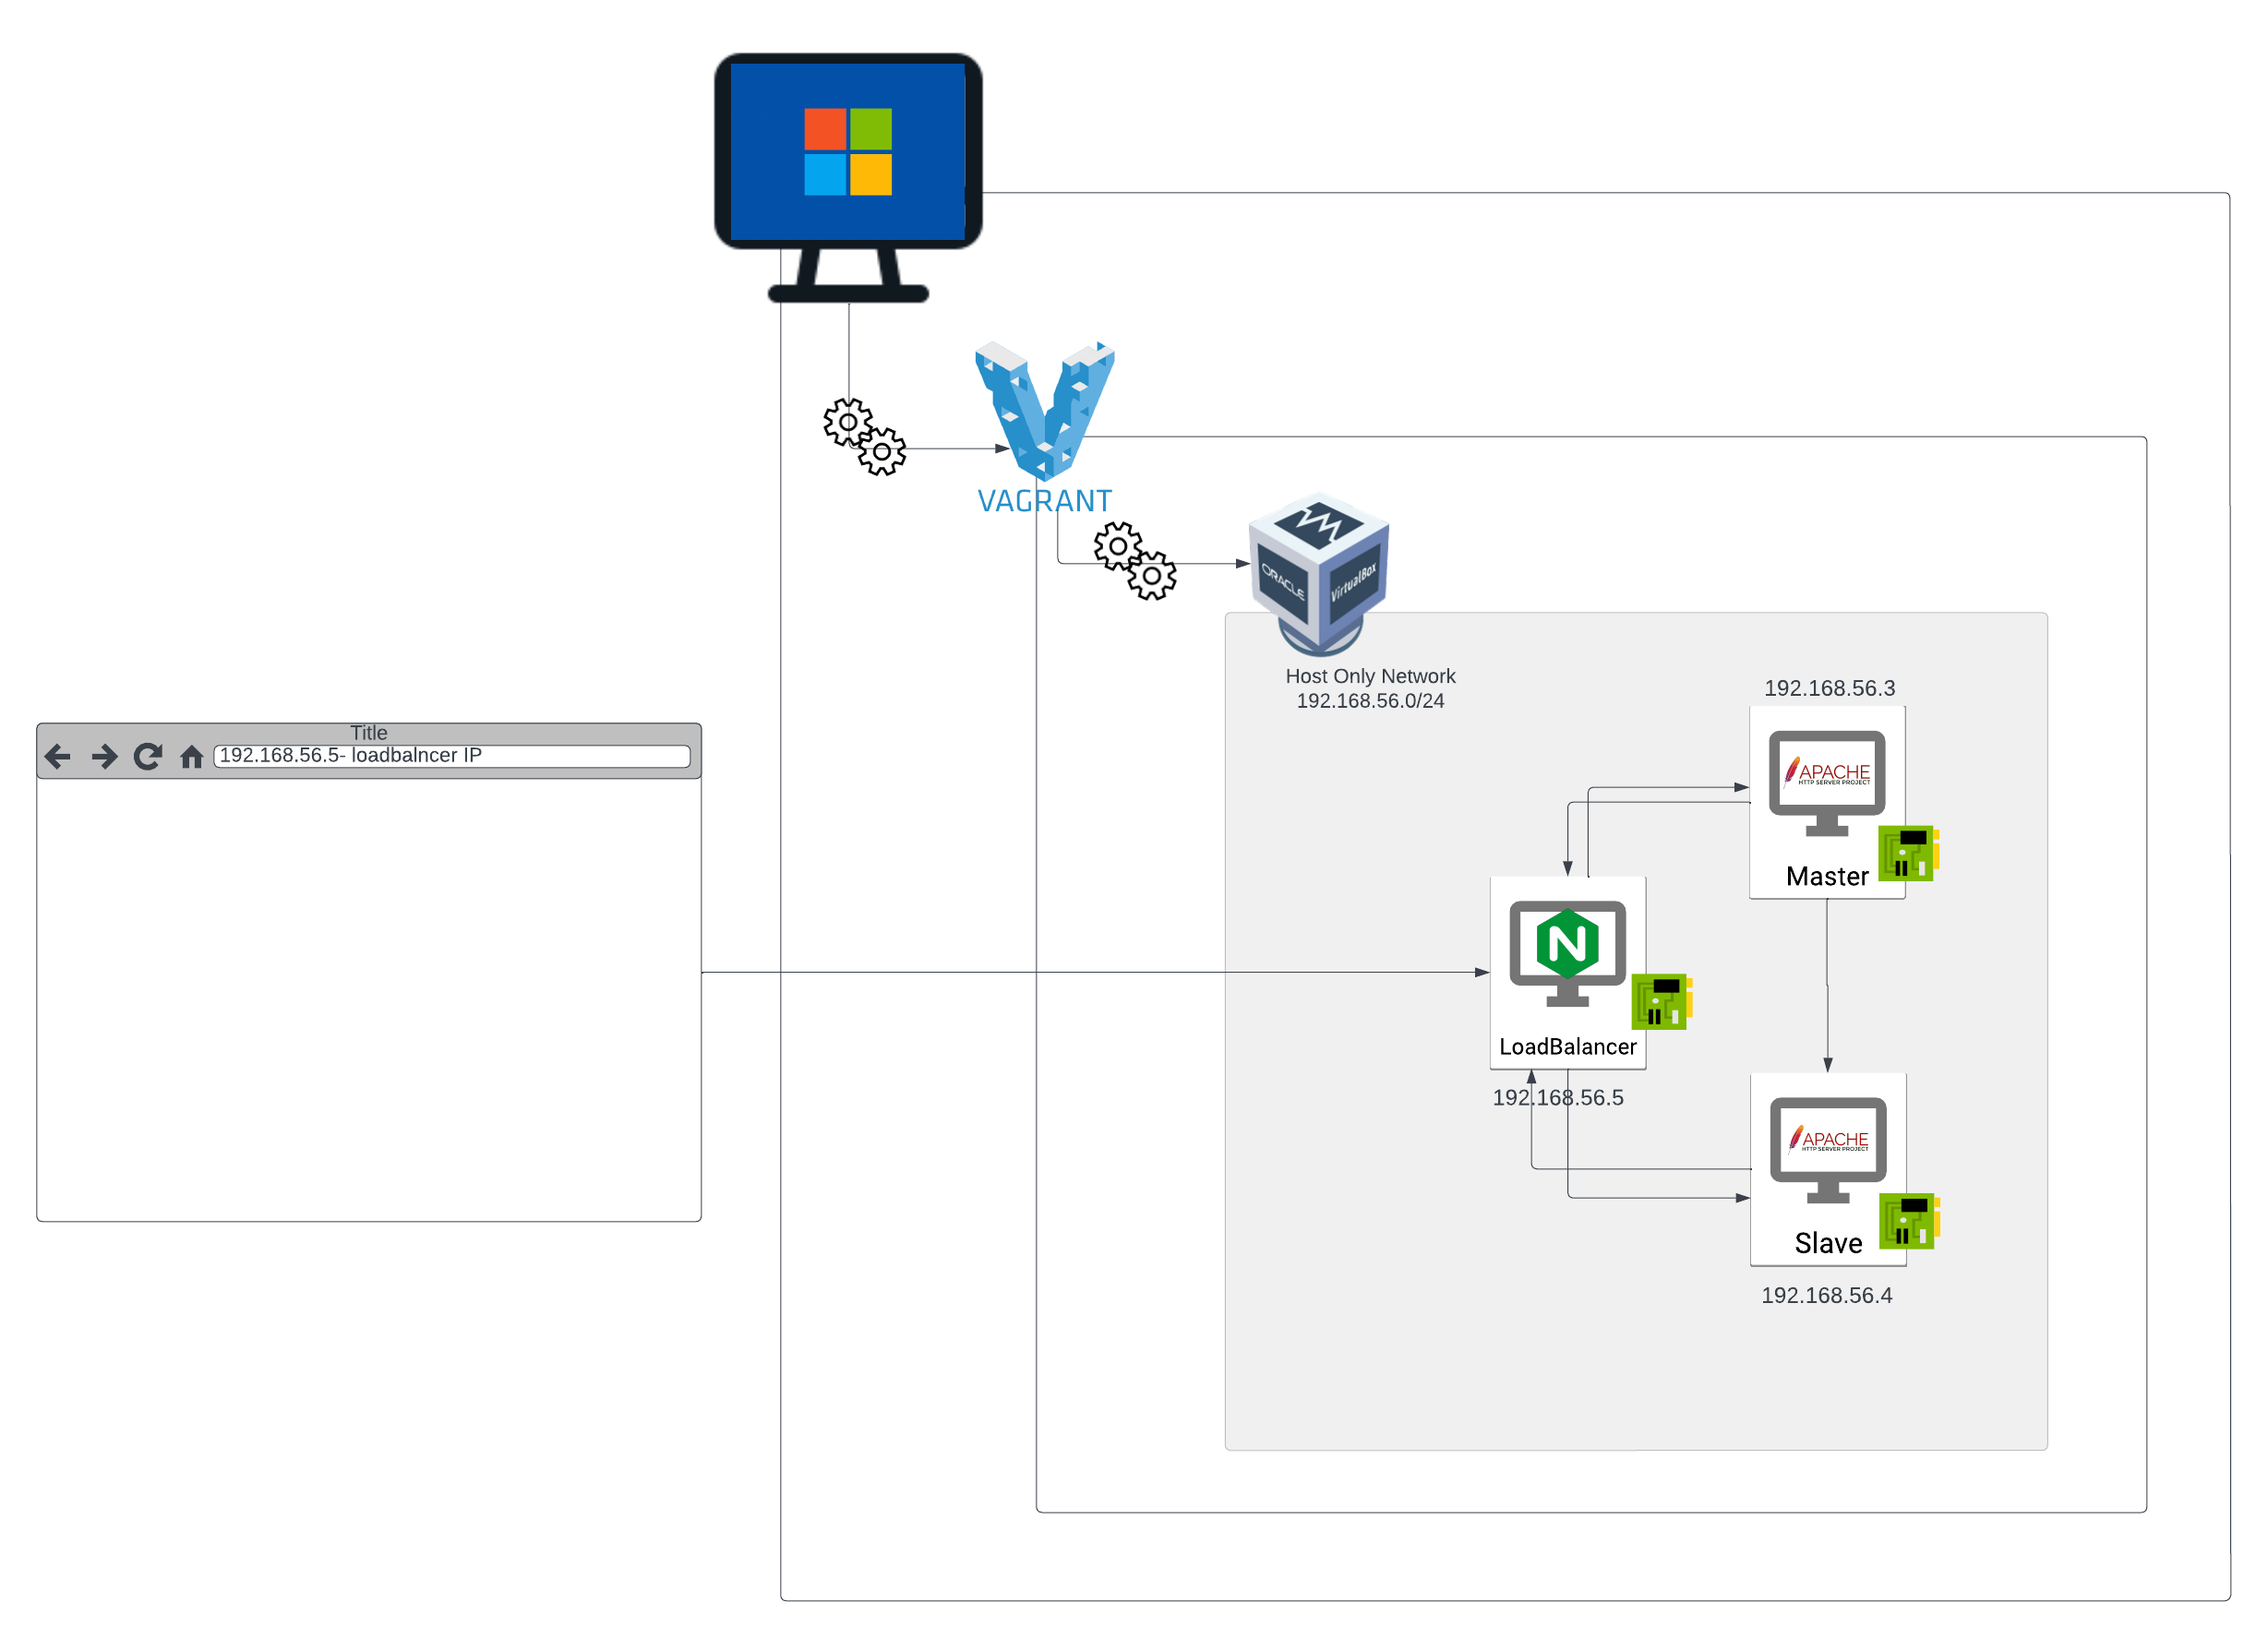 VAGRANT
ORACLE
VirtualBox
Host Only Network
192.168.56.0/24
192.168.56.3
Title
192.168.56.5- loadbalncer IP
APACHE
HTTP SERVER PROJECT
Master
N
LoadBalancer
192.168.56.5
APACHE
HTTP SERVER PROJECT
Slave
192.168.56.4